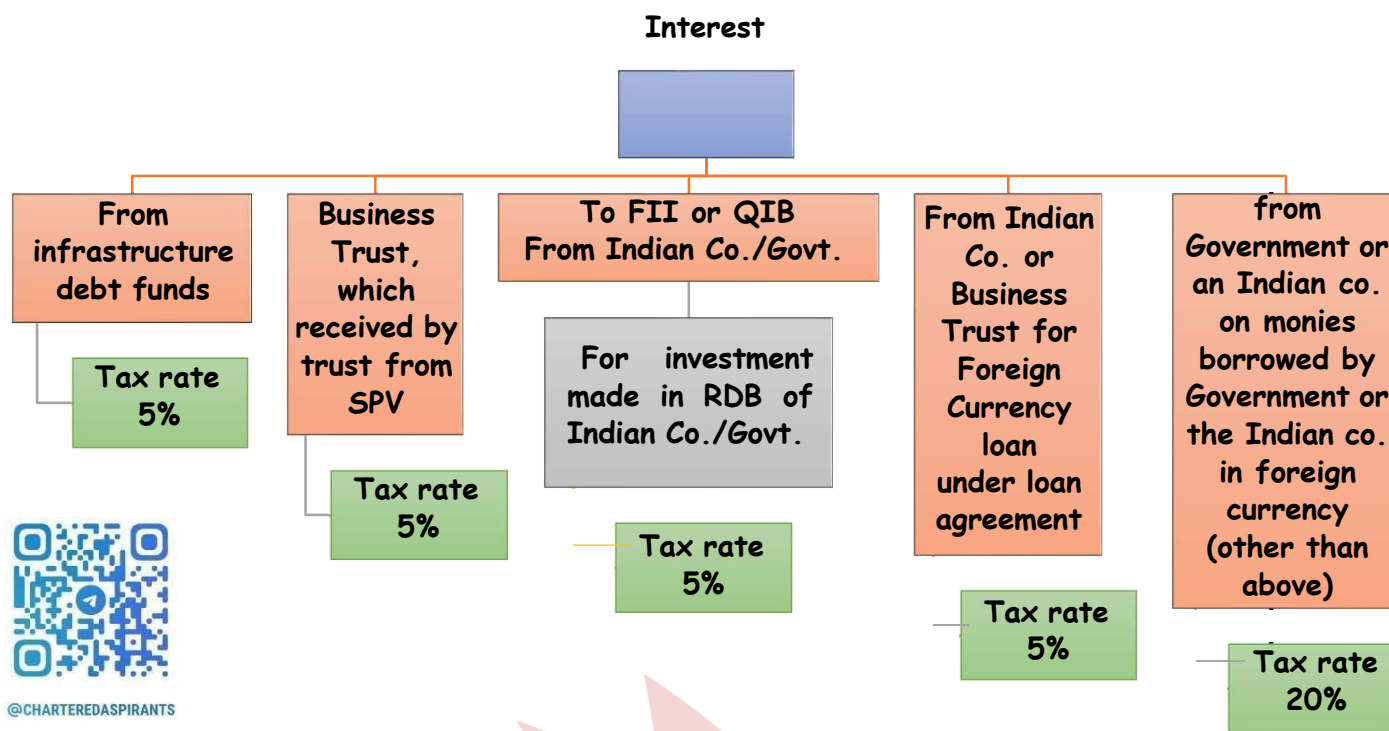 Interest
From
infrastructure
debt funds
Tax rate
5%
Business
Trust,
which
received by
trust from
SPV
Tax rate
5%
To FII or QIB
From Indian Co./Govt.
For investment
made in RDB of
Indian Co./Govt.
Tax rate
5%
From Indian
Co. or
Business
Trust for
Foreign
Currency
loan
under loan
agreement
Tax rate
5%
from
Government or
an Indian co.
on monies
borrowed by
Government or
the Indian co.
in foreign
currency
(other than
above)
Tax rate
20%
@CHARTEREDASPIRANTS